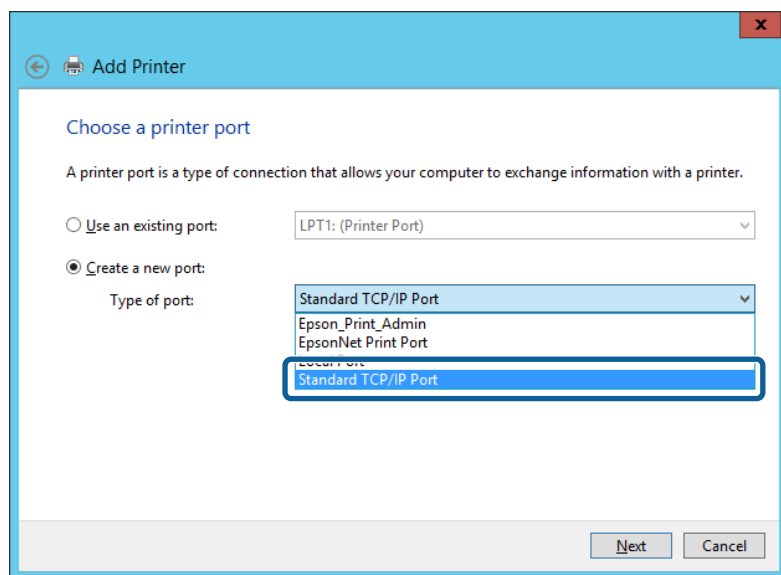 x
Add Printer
Choose a printer port
A printer port is a type of connection that allows your computer to exchange information with a printer.
Use an existing port: LPT1: (Printer Port)
Create a new port:
Type of port: Standard TCP/IP Port
Epson_Print_Admin
EpsonNet Print Port
Local Port
Standard TCP/IP Port
Next Cancel